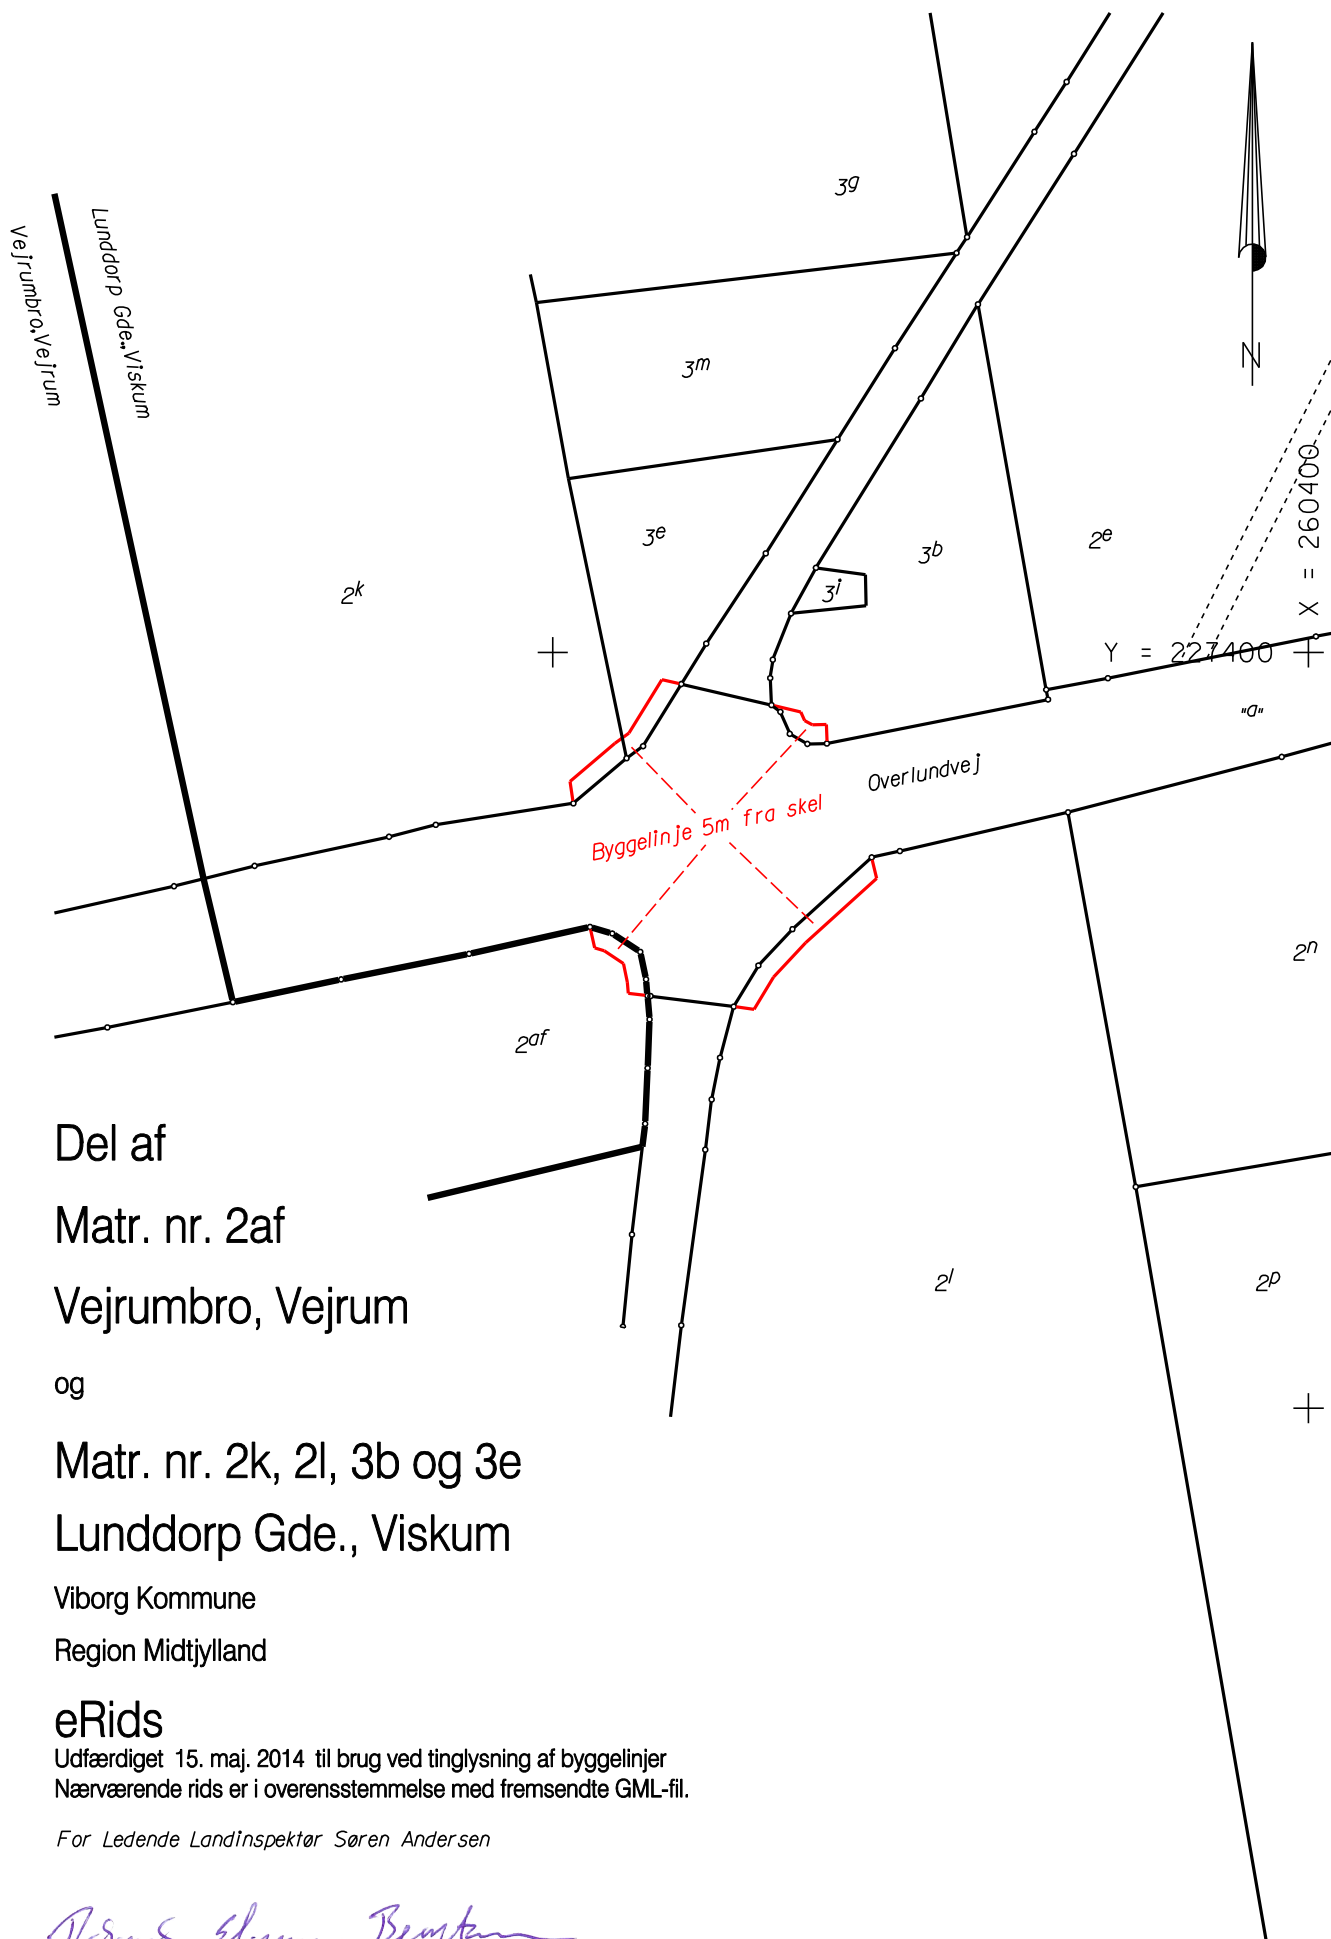 3g
Lunddorp Gde., Viskum
Vejrumbro, Vejrum
N
3m
X = 260400
3e
3b
2e
2k
3i
Y = 227400
"a"
Overlundvej
Byggelinje 5m fra skel
2n
2af
2l
2p
Del af
Matr. nr. 2af
Vejrumbro, Vejrum
og
Matr. nr. 2k, 2l, 3b og 3e
Lunddorp Gde., Viskum
Viborg Kommune
Region Midtjylland
eRids
Udfærdiget 15. maj. 2014 til brug ved tinglysning af byggelinjer
Nærværende rids er i overensstemmelse med fremsendte GML-fil.
For Ledende Landinspektør Søren Andersen